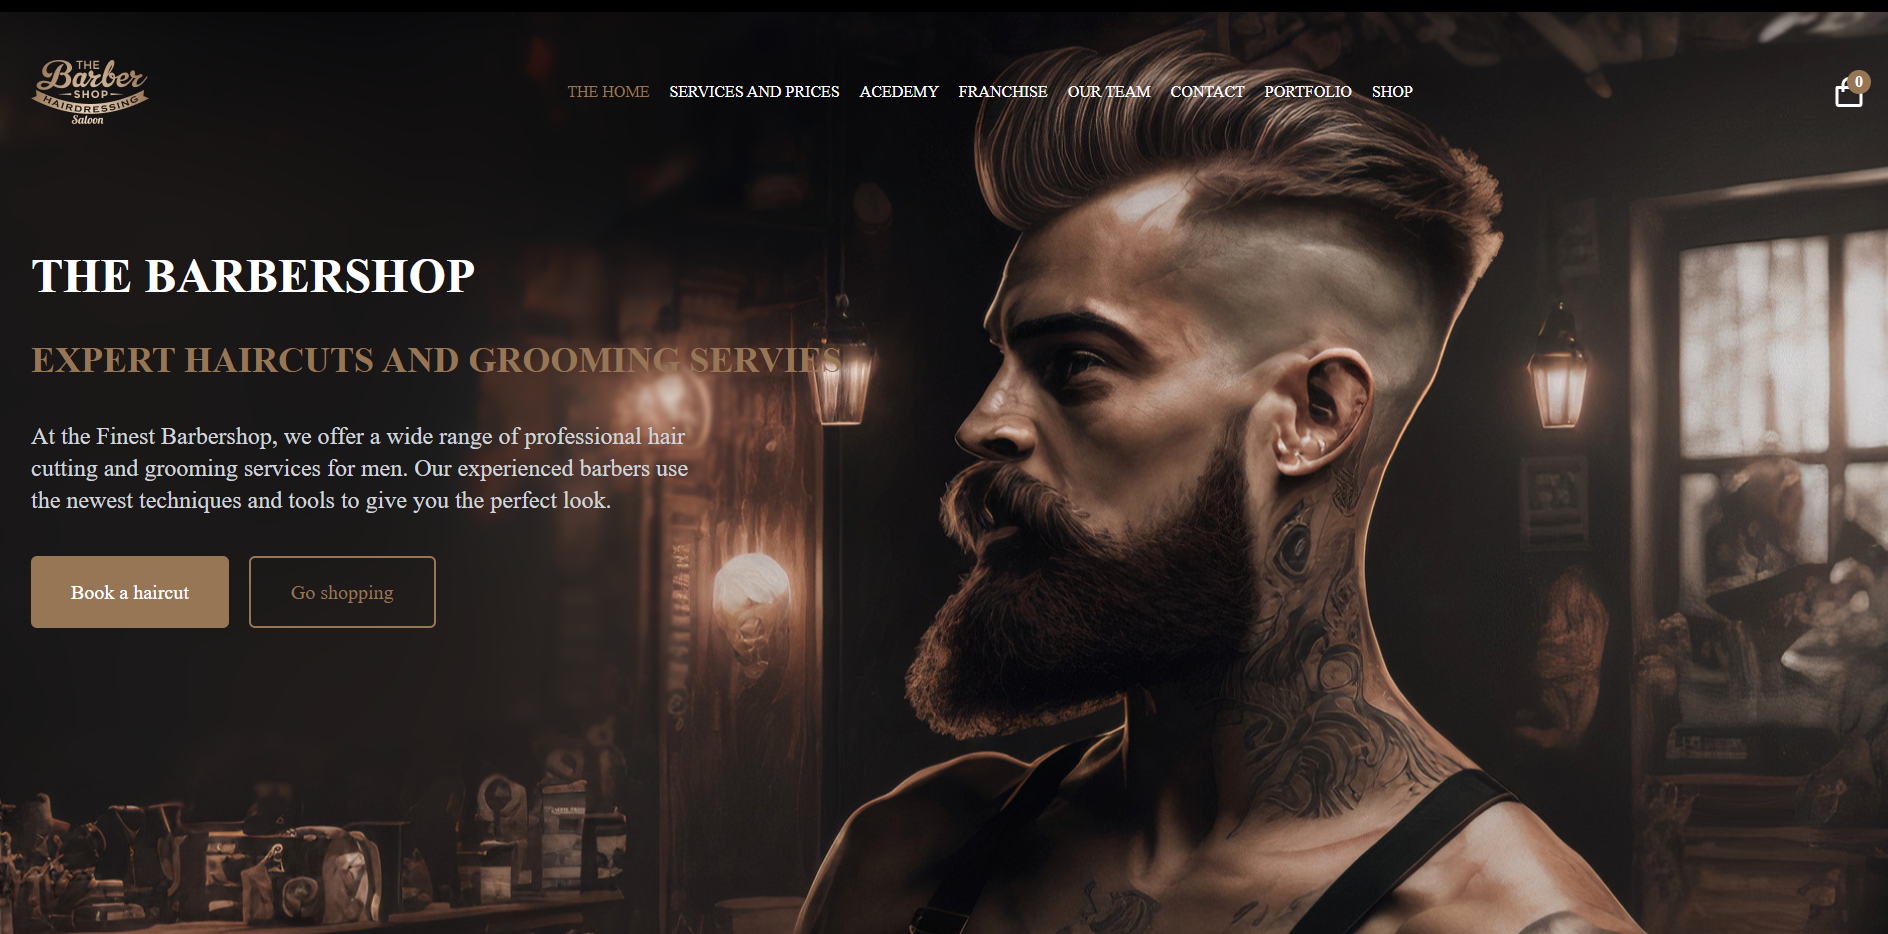 THE
Barber
SHOP
HAIRDRESSING
Saloon
THE HOME SERVICES AND PRICES ACEDEMY FRANCHISE OUR TEAM CONTACT PORTFOLIO SHOP
0
THE BARBERSHOP
EXPERT HAIRCUTS AND GROOMING SERVIES
At the Finest Barbershop, we offer a wide range of professional hair
cutting and grooming services for men. Our experienced barbers use
the newest techniques and tools to give you the perfect look.
Book a haircut Go shopping